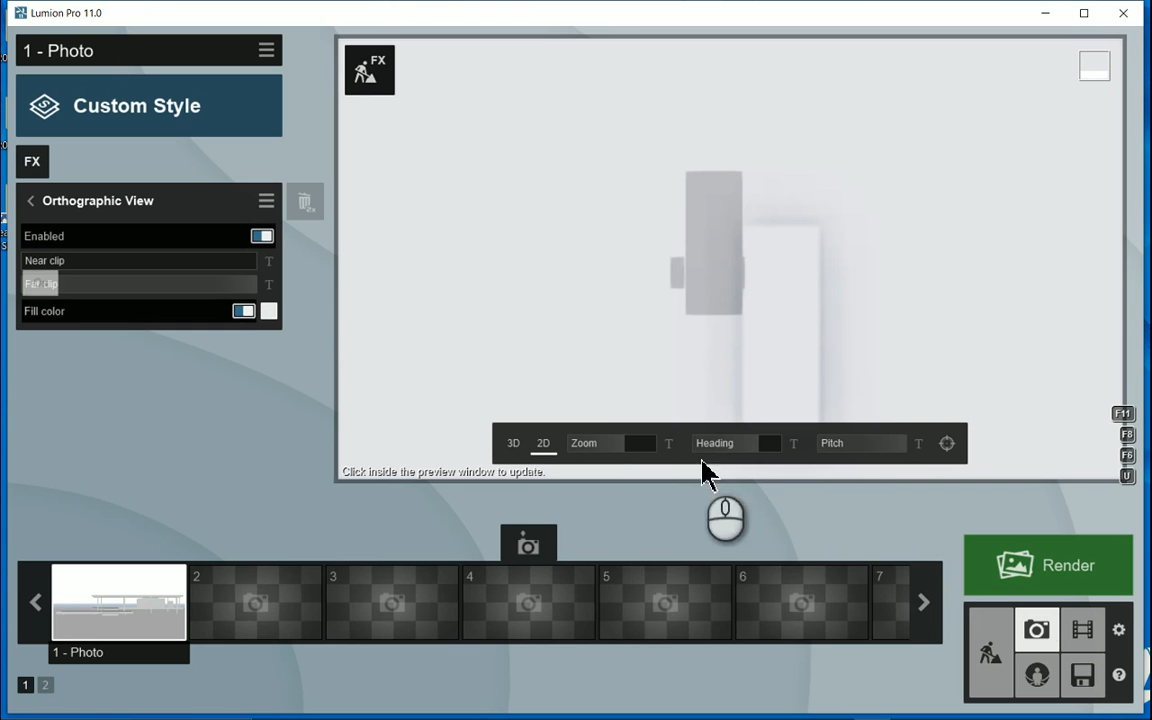 Lumion Pro 11.0
1 - Photo
FX
Custom Style
FX
Orthographic View
Enabled
Near clip T
Far clip T
Fill color
3D 2D Zoom T Heading T Pitch T
Click inside the preview window to update.
F11
F8
F6
U
2 3 4 5 6 7
Render
1 - Photo
1 2